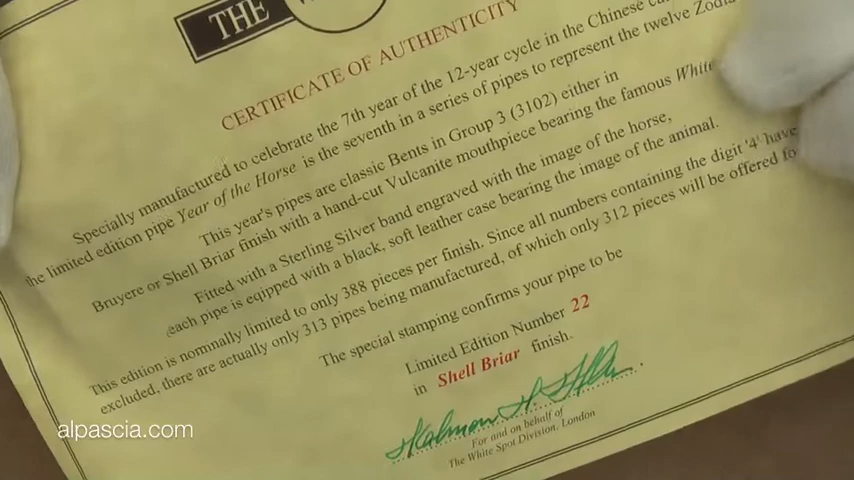 THE
CERTIFICATE OF AUTHENTICITY
Specially manufactured to celebrate the 7th year of the 12-year cycle in the Chinese
the limited edition pipe Year of the Horse is the seventh in a series of pipes to represent the twelve
This year's pipes are classic Bents in Group 3 (3102) either in
Bruyere or Shell Briar finish with a hand-cut Vulcanite mouthpiece bearing the famous White
Fitted with a Sterling Silver band engraved with the image of the horse,
each pipe is eqipped with a black, soft leather case bearing the image of the animal.
This edition is nominally limited to only 388 pieces per finish. Since all numbers containing the digit '4' have
excluded, there are actually only 313 pipes being manufactured, of which only 312 pieces will be offered
The special stamping confirms your pipe to be
Limited Edition Number 22
in Shell Briar finish.
For and on behalf of
The White Spot Division, London
alpascia.com